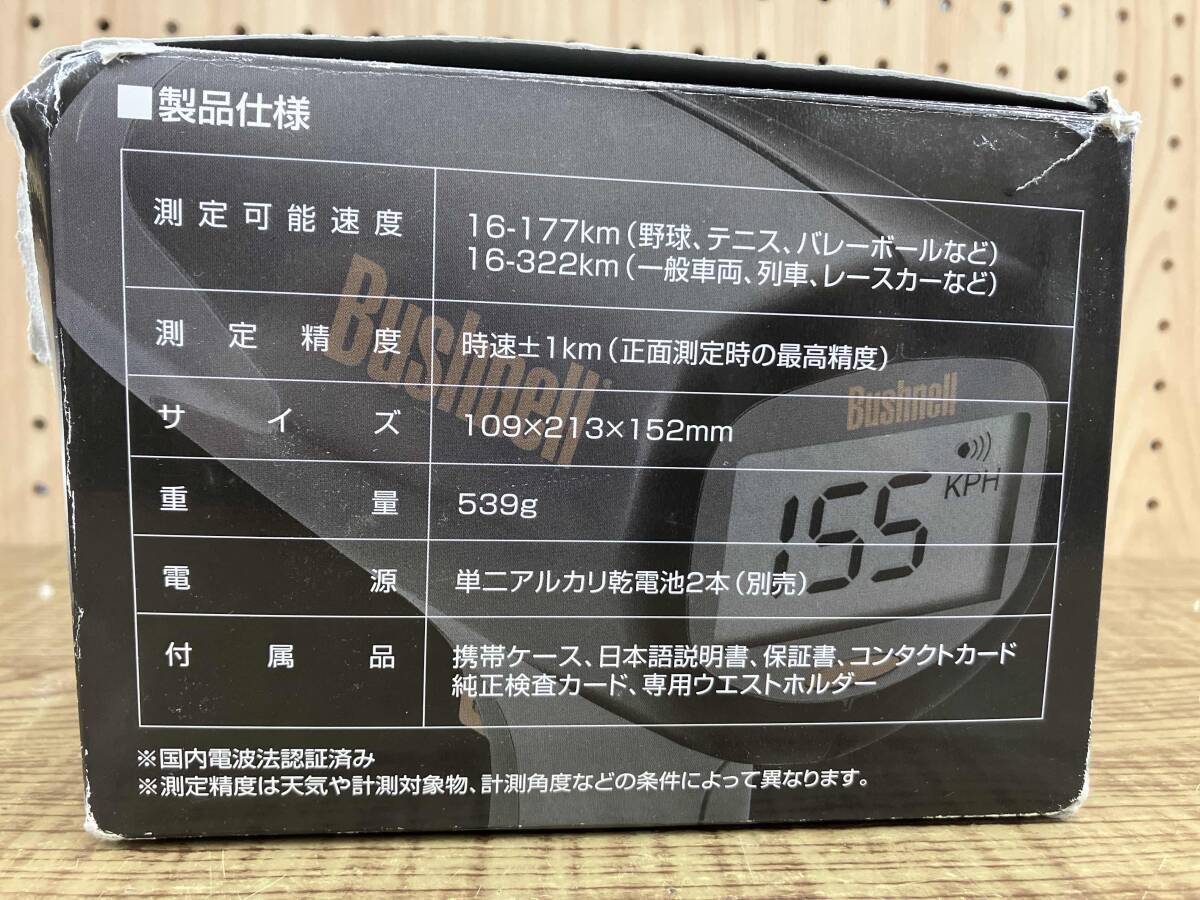 ■製品仕様
測定可能速度
16-177km（野球、テニス、バレーボールなど）
16-322km（一般車両、列車、レースカーなど）
測定精度
時速±1km（正面測定時の最高精度）
サイズ
109×213×152mm
重量
539g
電源
単二アルカリ乾電池2本（別売）
付属品
携帯ケース、日本語説明書、保証書、コンタクトカード
純正検査カード、専用ウエストホルダー
Bushnell
Bushnell
155 KPH
※国内電波法認証済み
※測定精度は天気や計測対象物、計測角度などの条件によって異なります。